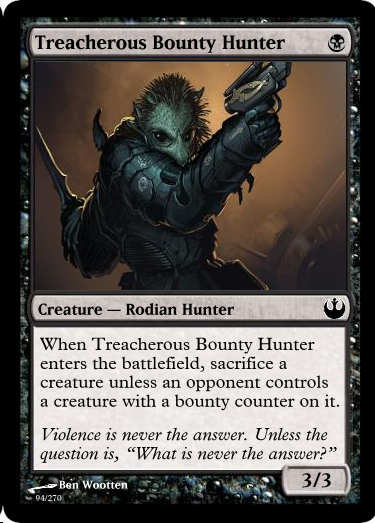 Treacherous Bounty Hunter
Creature — Rodian Hunter
When Treacherous Bounty Hunter
enters the battlefield, sacrifice a
creature unless an opponent controls
a creature with a bounty counter on it.
Violence is never the answer. Unless the
question is, “What is never the answer?”
3/3
Ben Wootten
94/270